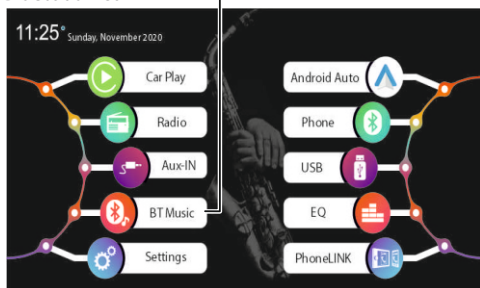 11:25° Sunday, November 2020
Car Play
Android Auto
Radio
Phone
Aux-IN
USB
BT Music
EQ
Settings
PhoneLINK